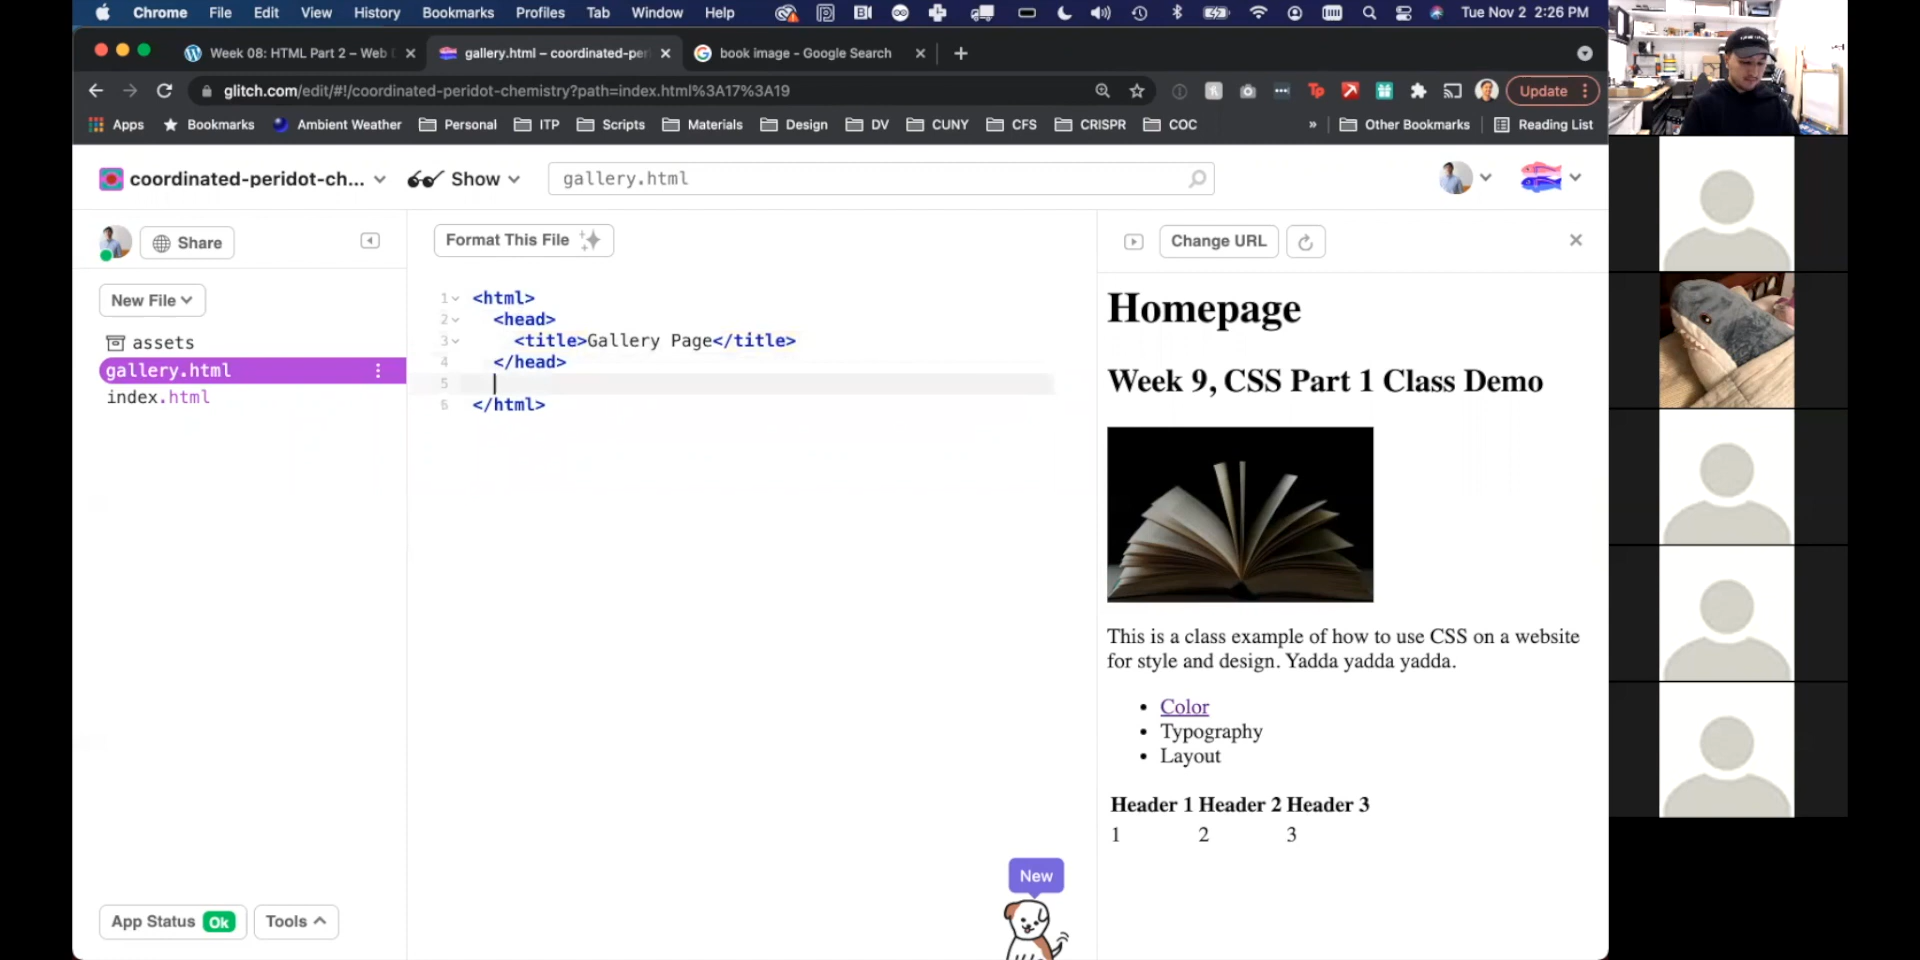 Chrome File Edit View History Bookmarks Profiles Tab Window Help Tue Nov 2 2:26 PM
Week 08: HTML Part 2 – Web gallery.html – coordinated-per book image - Google Search
glitch.com/edit/#!/coordinated-peridot-chemistry?path=index.html%3A17%3A19 Update
Apps Bookmarks Ambient Weather Personal ITP Scripts Materials Design DV CUNY CFS CRISPR COC » Other Bookmarks Reading List
coordinated-peridot-ch... Show gallery.html
Share
Format This File
Change URL
New File
assets
gallery.html
index.html
1 <html>
2 <head>
3 <title>Gallery Page</title>
4 </head>
5
6 </html>
Homepage
Week 9, CSS Part 1 Class Demo
This is a class example of how to use CSS on a website
for style and design. Yadda yadda yadda.
• Color
• Typography
• Layout
Header 1 Header 2 Header 3
1 2 3
New
App Status Ok Tools